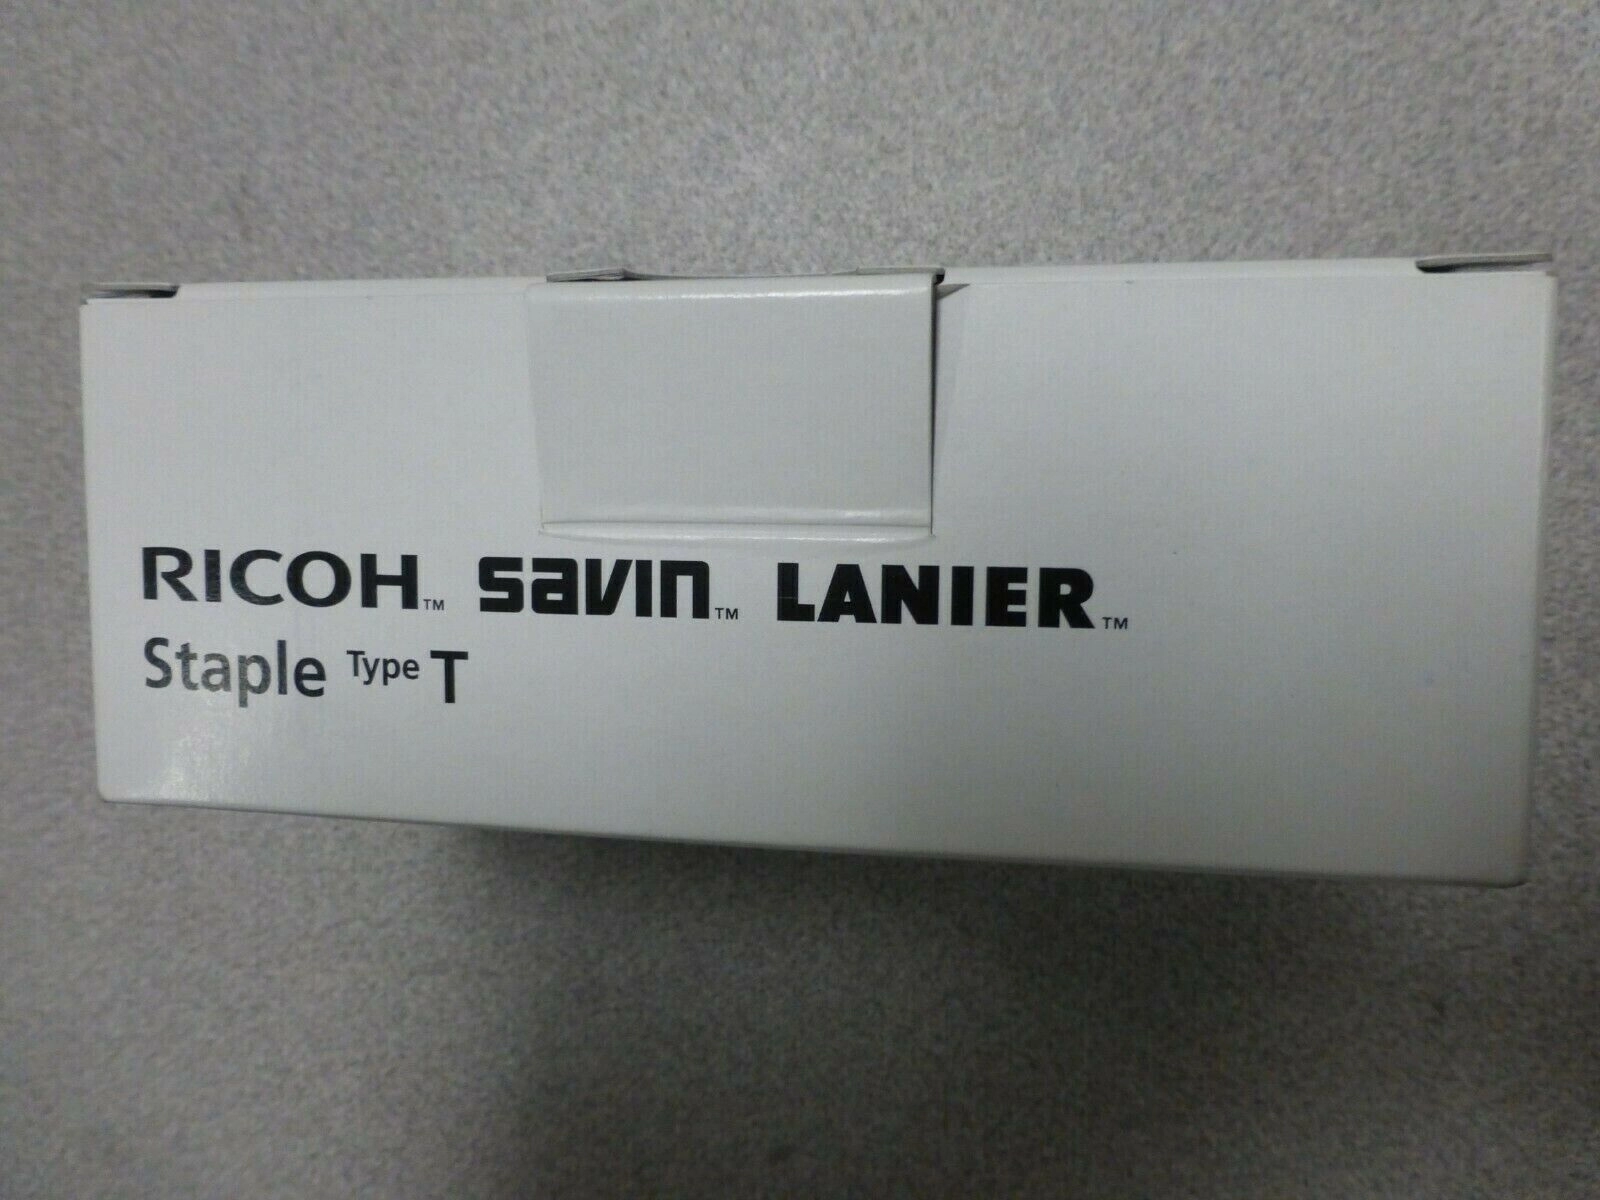 RICOH™ savin™ LANIER™
Staple Type T